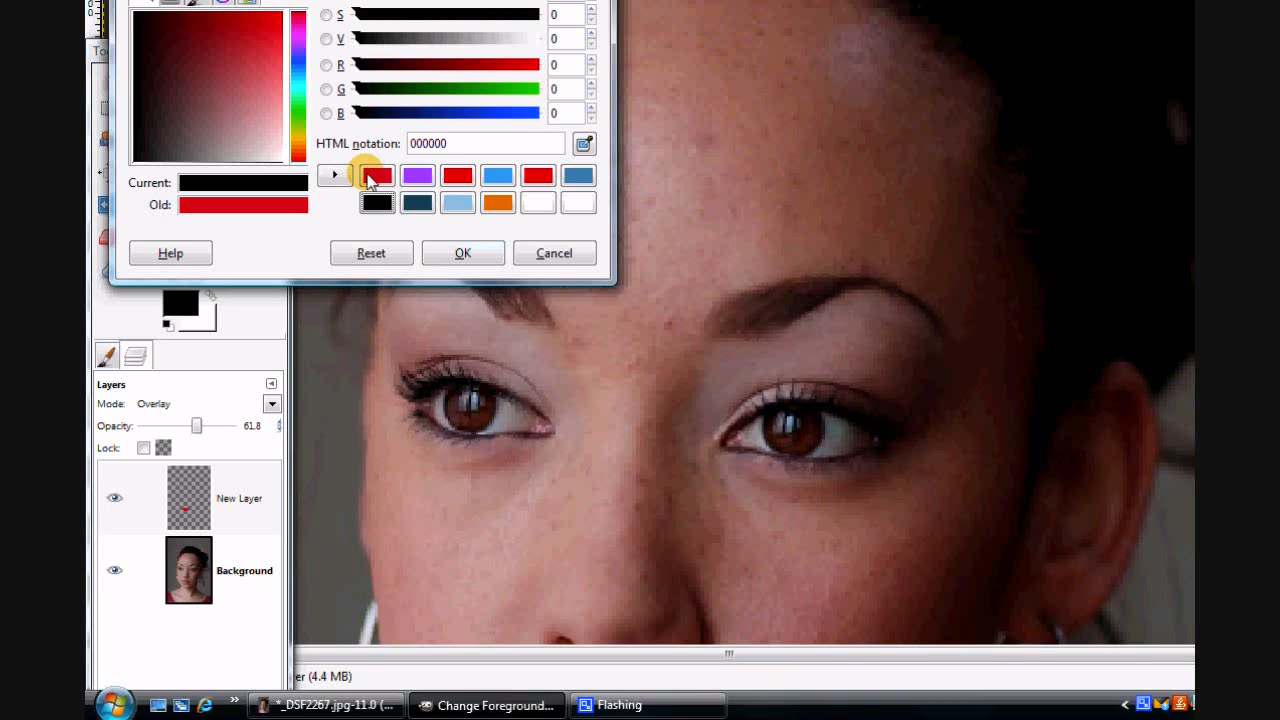 S 0
V 0
R 0
G 0
B 0
HTML notation: 000000
Current:
Old:
Help Reset OK Cancel
Layers
Mode: Overlay
Opacity: 61.8
Lock:
New Layer
Background
er (4.4 MB)
*_DSF2267.jpg-11.0 (...
Change Foreground...
Flashing